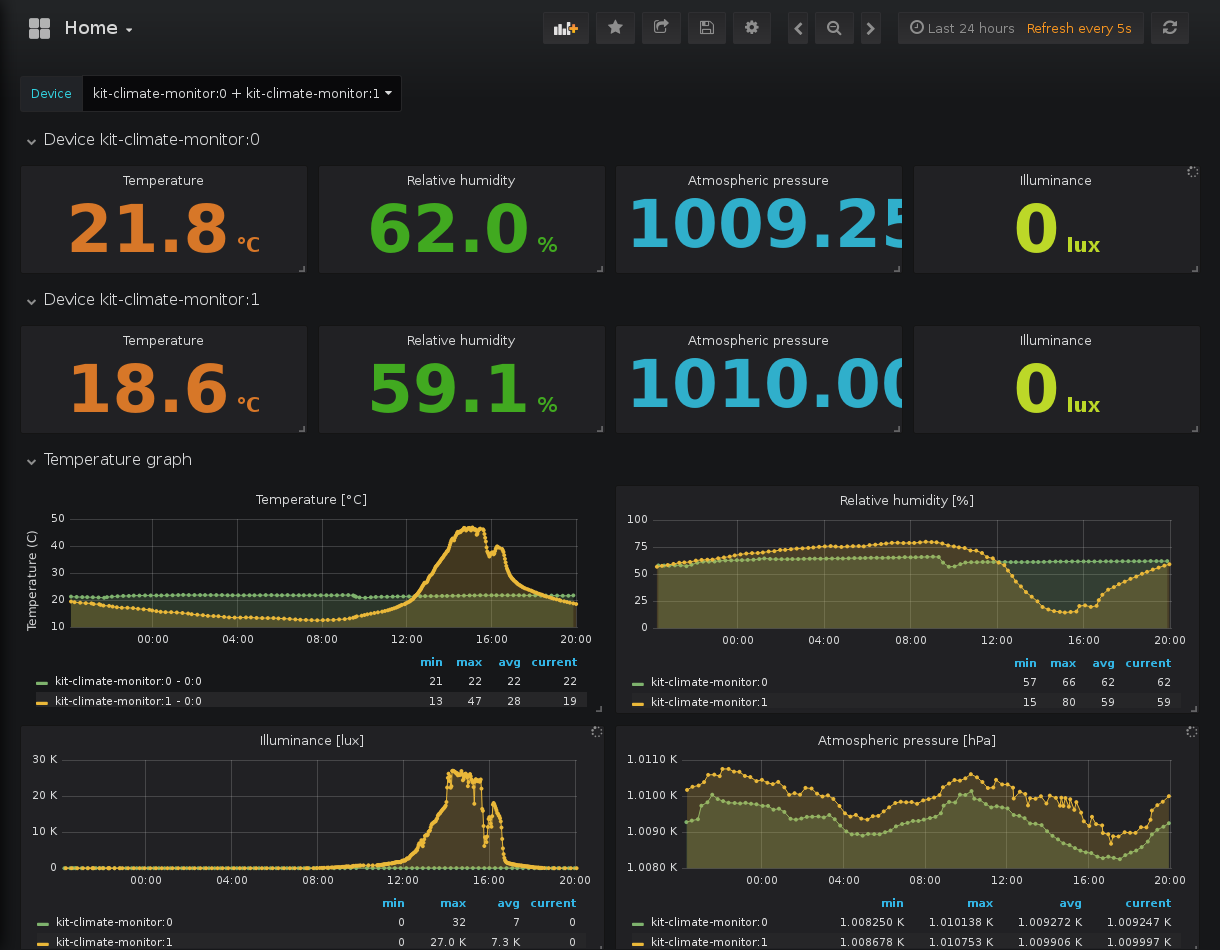 Home
Last 24 hours Refresh every 5s
Device kit-climate-monitor:0 + kit-climate-monitor:1
Device kit-climate-monitor:0
Temperature Relative humidity Atmospheric pressure Illuminance
21.8 °C 62.0 % 1009.25 0 lux
Device kit-climate-monitor:1
Temperature Relative humidity Atmospheric pressure Illuminance
18.6 °C 59.1 % 1010.00 0 lux
Temperature graph
Temperature [°C]
Temperature (C)
50
40
30
20
10
00:00 04:00 08:00 12:00 16:00 20:00
min max avg current
kit-climate-monitor:0 - 0:0 21 22 22 22
kit-climate-monitor:1 - 0:0 13 47 28 19
Relative humidity [%]
100
75
50
25
0
00:00 04:00 08:00 12:00 16:00 20:00
min max avg current
kit-climate-monitor:0 57 66 62 62
kit-climate-monitor:1 15 80 59 59
Illuminance [lux]
30 K
20 K
10 K
0
00:00 04:00 08:00 12:00 16:00 20:00
min max avg current
kit-climate-monitor:0 0 32 7 0
kit-climate-monitor:1 0 27.0 K 7.3 K 0
Atmospheric pressure [hPa]
1.0110 K
1.0100 K
1.0090 K
1.0080 K
00:00 04:00 08:00 12:00 16:00 20:00
min max avg current
kit-climate-monitor:0 1.008250 K 1.010138 K 1.009272 K 1.009247 K
kit-climate-monitor:1 1.008678 K 1.010753 K 1.009906 K 1.009997 K